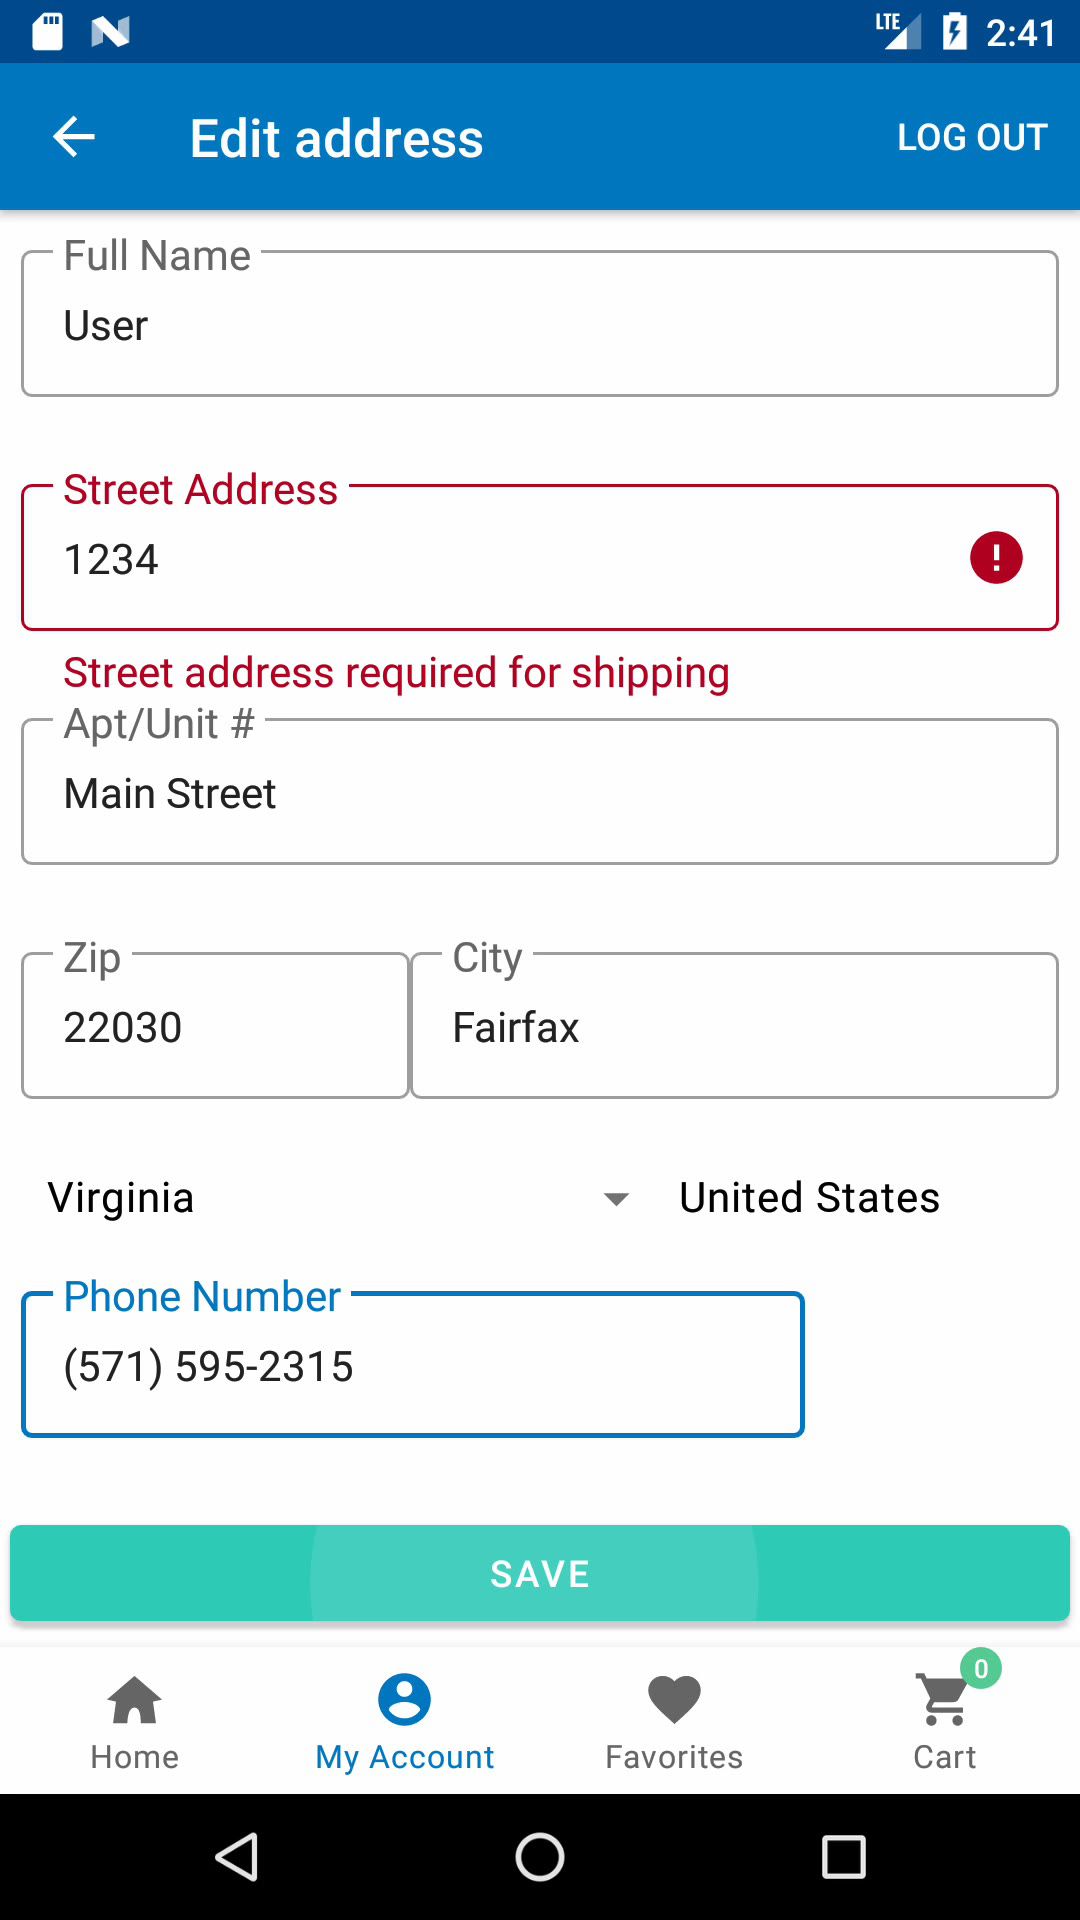 LTE 2:41
Edit address LOG OUT
Full Name
User
Street Address
1234
Street address required for shipping
Apt/Unit #
Main Street
Zip City
22030 Fairfax
Virginia United States
Phone Number
(571) 595-2315
SAVE
0
Home My Account Favorites Cart